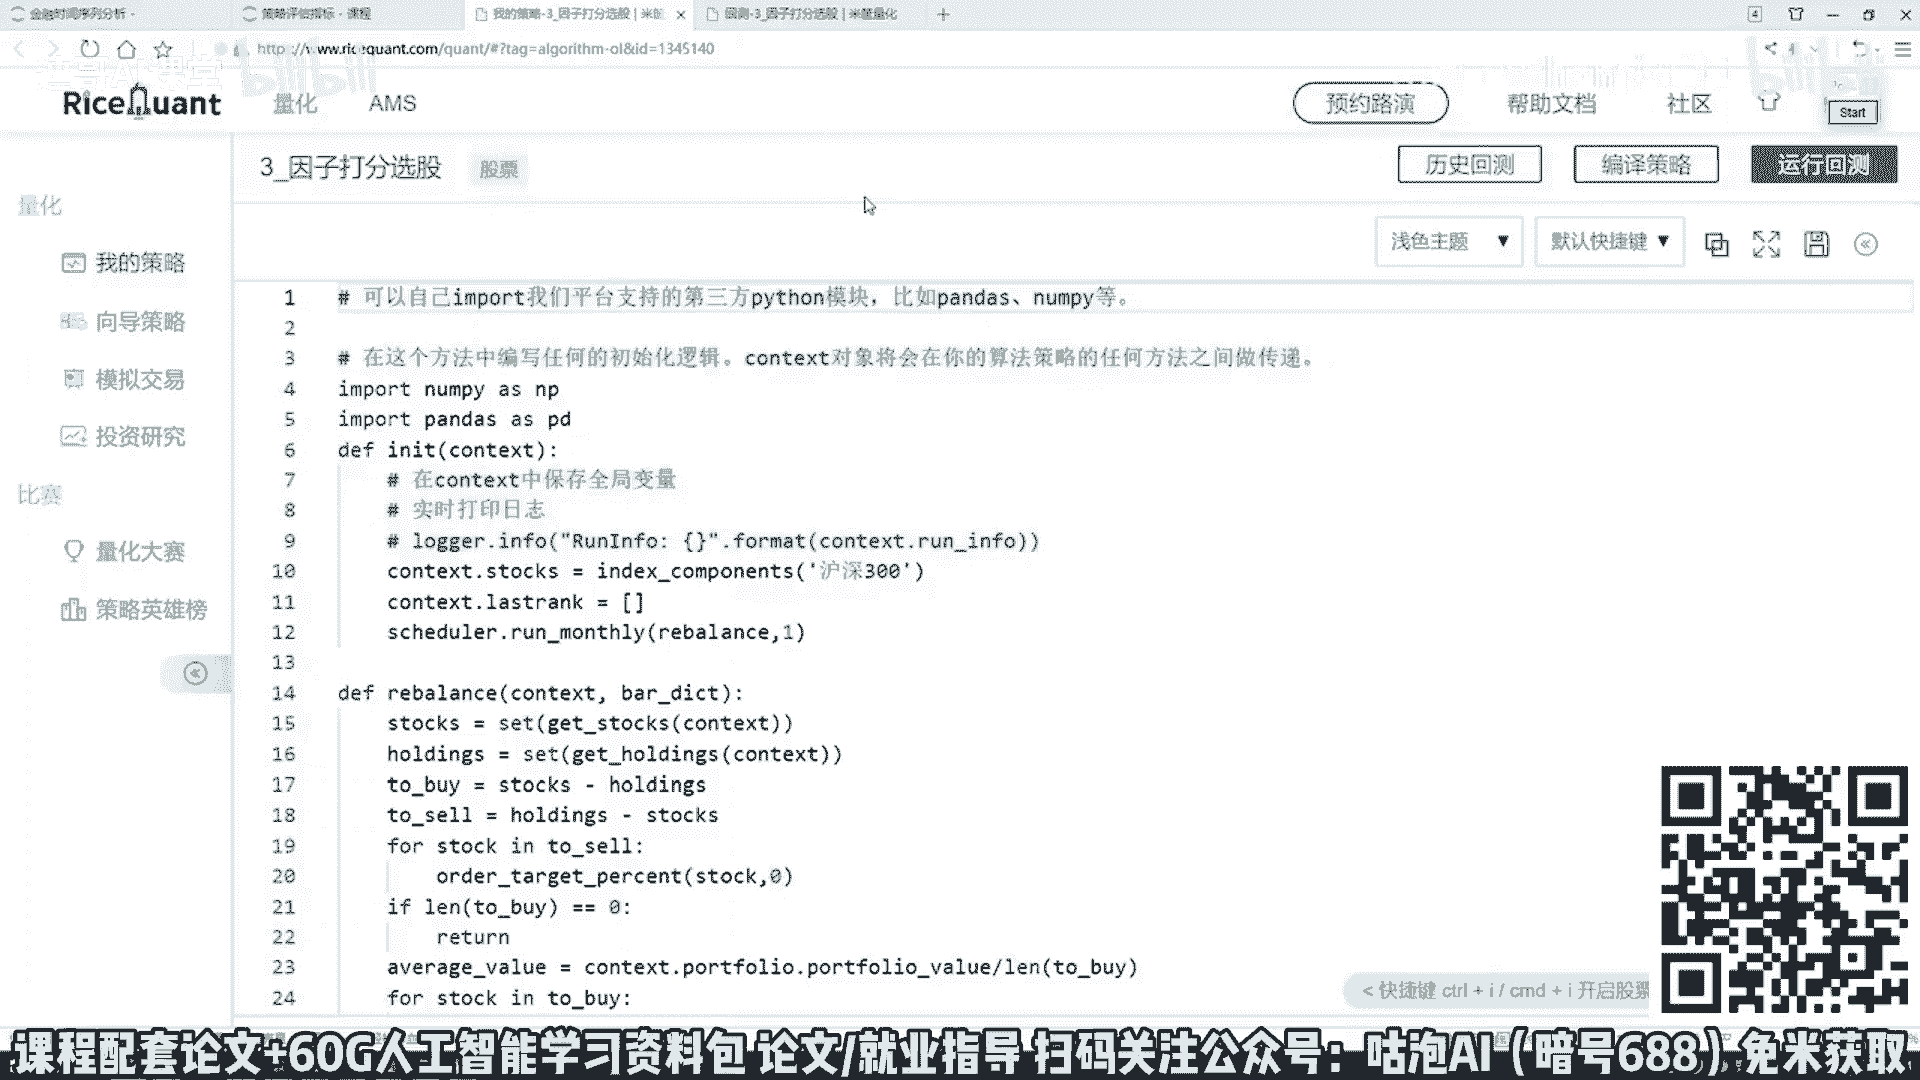 金融时间序列分析 -
策略评估指标 - 课程
我的策略-3_因子打分选股 | 米筐
回测-3_因子打分选股 | 米筐量化
4
http://www.ricequant.com/quant/#?tag=algorithm-ol&id=1345140
bilibili
RiceQuant
量化
AMS
预约路演
帮助文档
社区
Start
3_因子打分选股
股票
历史回测
编译策略
运行回测
量化
我的策略
向导策略
模拟交易
投资研究
比赛
量化大赛
策略英雄榜
浅色主题
默认快捷键
1 # 可以自己import我们平台支持的第三方python模块，比如pandas、numpy等。
2
3 # 在这个方法中编写任何的初始化逻辑。context对象将会在你的算法策略的任何方法之间做传递。
4 import numpy as np
5 import pandas as pd
6 def init(context):
7 # 在context中保存全局变量
8 # 实时打印日志
9 # logger.info("RunInfo: {}".format(context.run_info))
10 context.stocks = index_components('沪深300')
11 context.lastrank = []
12 scheduler.run_monthly(rebalance,1)
13
14 def rebalance(context, bar_dict):
15 stocks = set(get_stocks(context))
16 holdings = set(get_holdings(context))
17 to_buy = stocks - holdings
18 to_sell = holdings - stocks
19 for stock in to_sell:
20 order_target_percent(stock,0)
21 if len(to_buy) == 0:
22 return
23 average_value = context.portfolio.portfolio_value/len(to_buy)
24 for stock in to_buy:
< 快捷键 ctrl + i / cmd + i 开启股票
课程配套论文+60G人工智能学习资料包 论文/就业指导 扫码关注公众号：咕泡AI（暗号688）免米获取